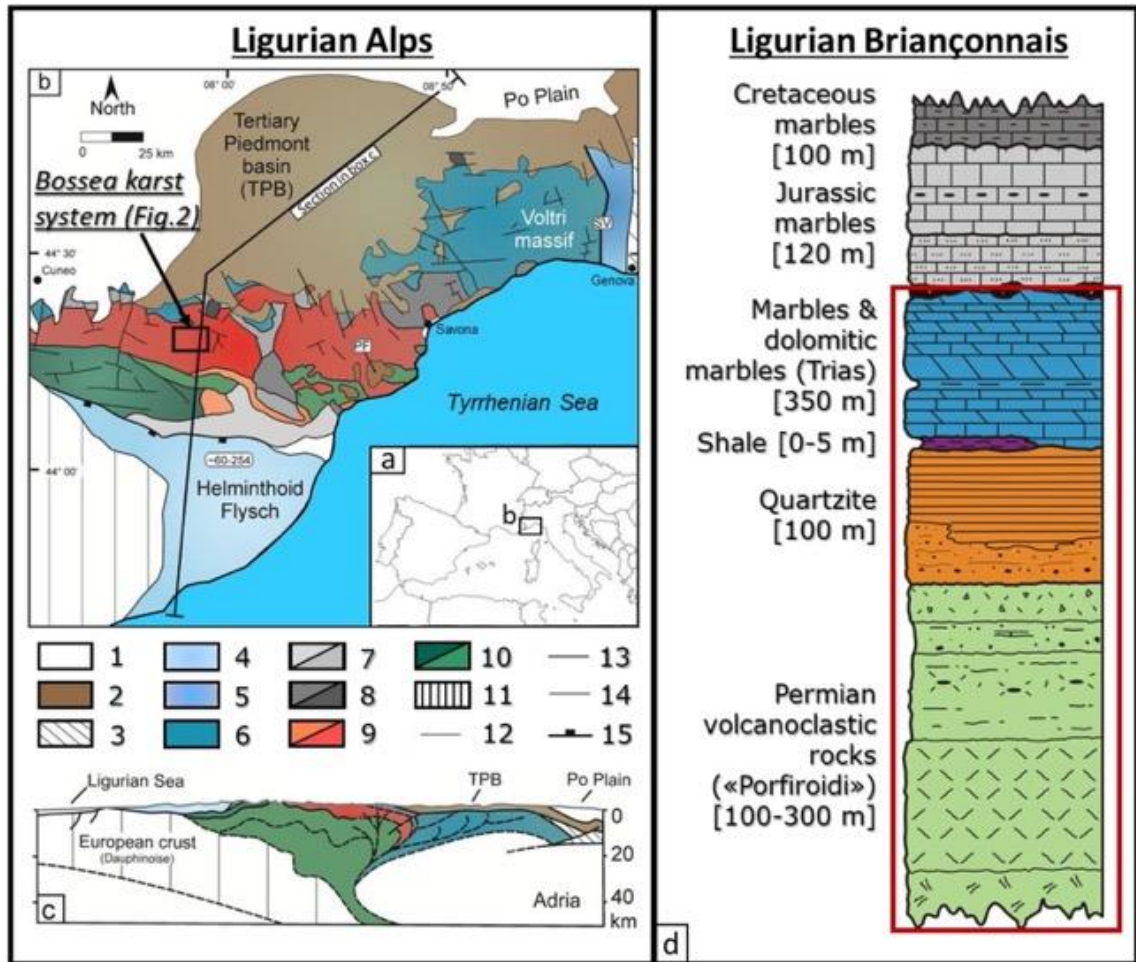 Ligurian Alps
b
North
0 25 km
08° 00'
08° 50'
Po Plain
Tertiary
Piedmont
basin
(TPB)
Section in box c
Bossea karst
system (Fig.2)
44° 30'
Cuneo
Voltri
massif
SV
Genova
Savona
PF
Tyrrhenian Sea
~60-254
44° 00'
Helminthoid
Flysch
a
b
1
4
7
10
13
2
5
8
11
14
3
6
9
12
15
Ligurian Sea
TPB
Po Plain
European crust
(Dauphinoise)
Adria
0
20
40
km
c
Ligurian Briançonnais
Cretaceous
marbles
[100 m]
Jurassic
marbles
[120 m]
Marbles &
dolomitic
marbles (Trias)
[350 m]
Shale [0-5 m]
Quartzite
[100 m]
Permian
volcanoclastic
rocks
(«Porfiroidi»)
[100-300 m]
d